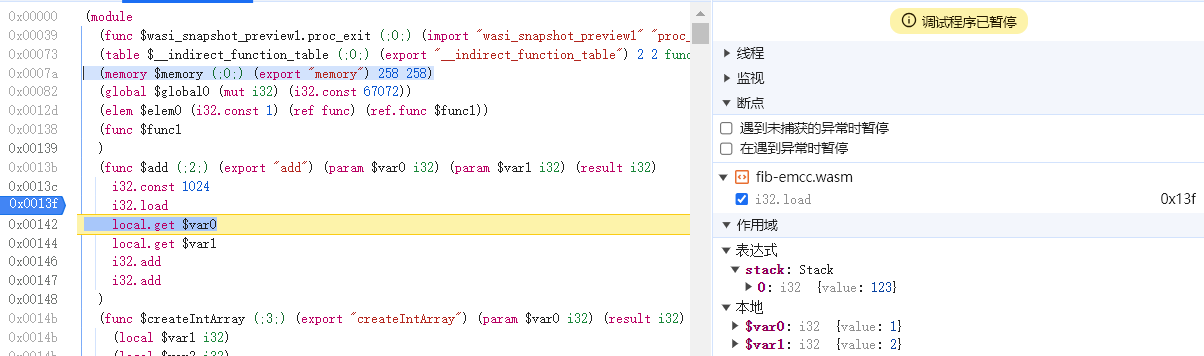 0x00000 (module
0x00039 (func $wasi_snapshot_preview1.proc_exit (;0;) (import "wasi_snapshot_preview1" "proc_
0x00073 (table $__indirect_function_table (;0;) (export "__indirect_function_table") 2 2 func
0x0007a (memory $memory (;0;) (export "memory") 258 258)
0x00082 (global $global0 (mut i32) (i32.const 67072))
0x0012d (elem $elem0 (i32.const 1) (ref func) (ref.func $func1))
0x00138 (func $func1
0x00139 )
0x0013b (func $add (;2;) (export "add") (param $var0 i32) (param $var1 i32) (result i32)
0x0013c i32.const 1024
0x0013f i32.load
0x00142 local.get $var0
0x00144 local.get $var1
0x00146 i32.add
0x00147 i32.add
0x00148 )
0x0014b (func $createIntArray (;3;) (export "createIntArray") (param $var0 i32) (result i32)
0x0014b (local $var1 i32)
0x0014b (local $var2 i32)
调试程序已暂停
线程
监视
断点
遇到未捕获的异常时暂停
在遇到异常时暂停
fib-emcc.wasm
i32.load 0x13f
作用域
表达式
stack: Stack
0: i32 {value: 123}
本地
$var0: i32 {value: 1}
$var1: i32 {value: 2}